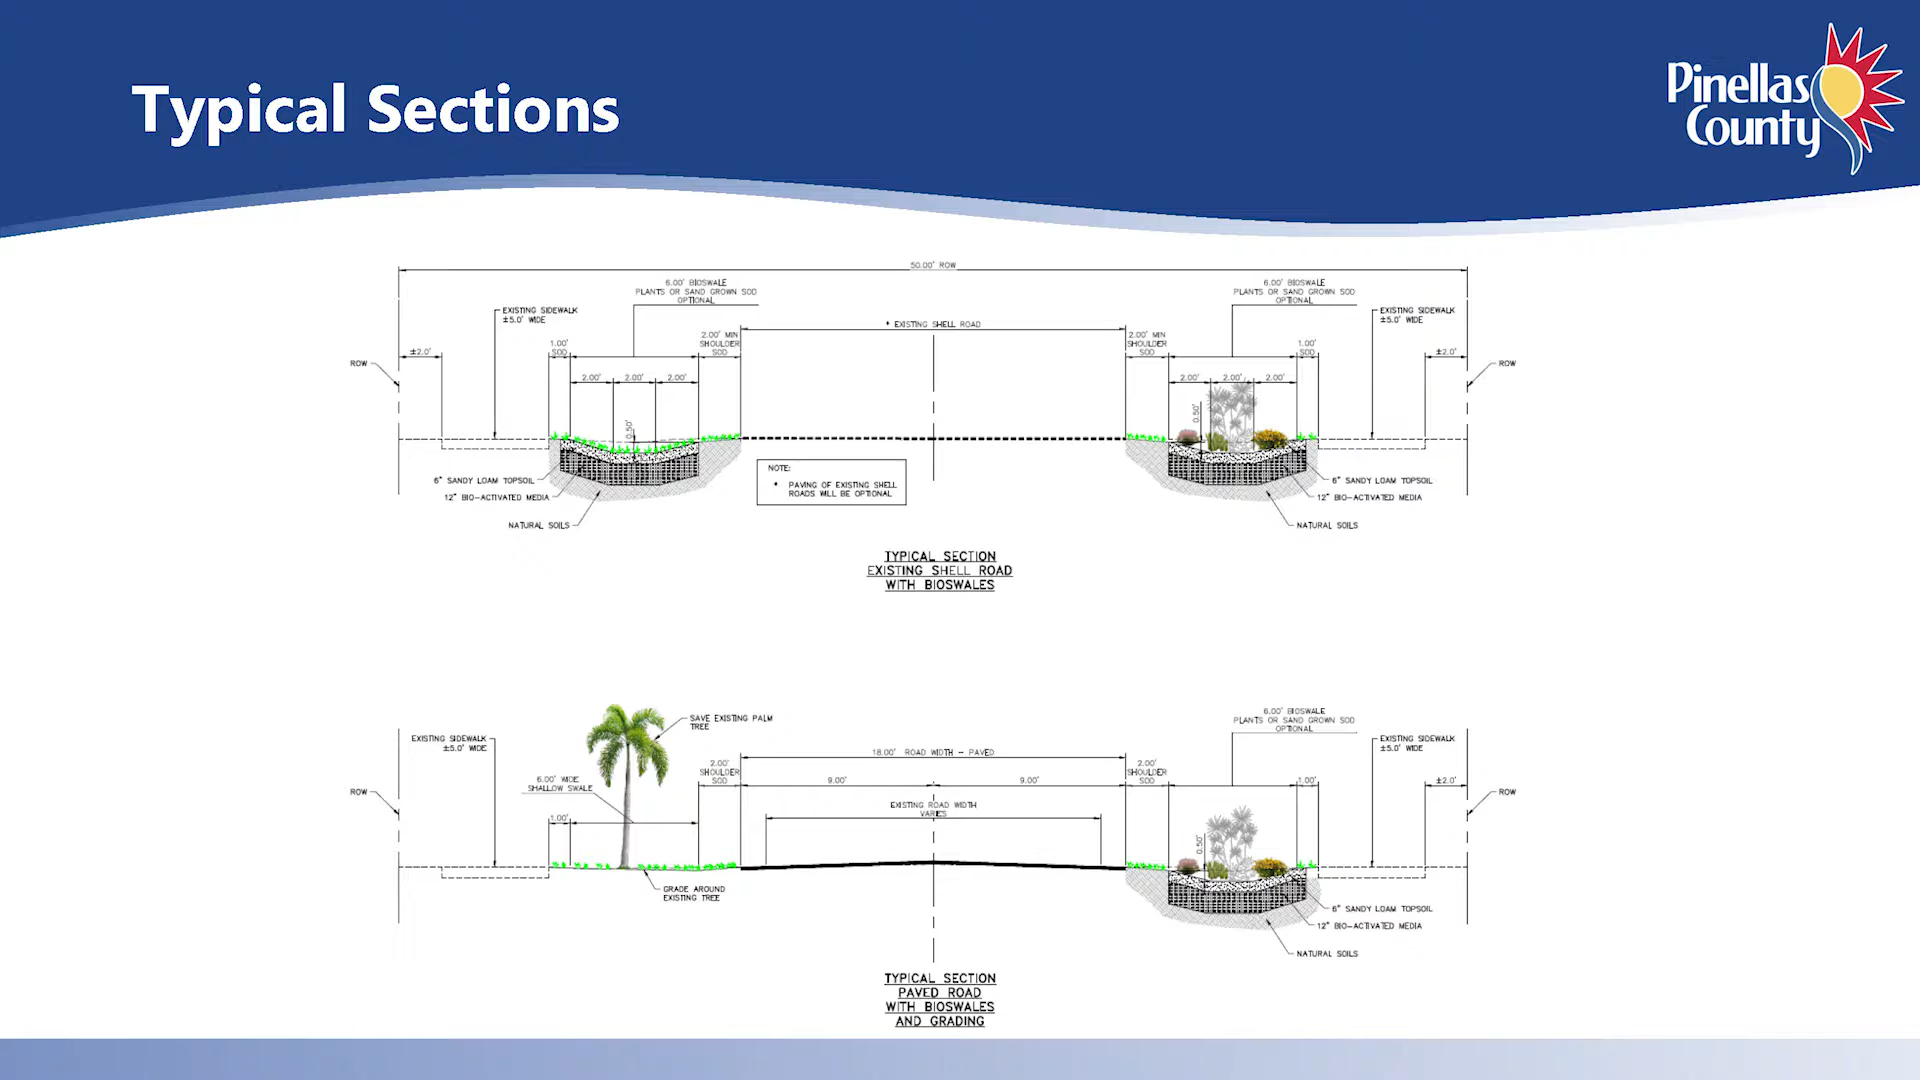 Typical Sections
Pinellas
County
50.00' ROW
6.00' BIOSWALE
PLANTS OR SAND GROWN SOD
OPTIONAL
6.00' BIOSWALE
PLANTS OR SAND GROWN SOD
OPTIONAL
EXISTING SIDEWALK
±5.0' WIDE
EXISTING SIDEWALK
±5.0' WIDE
* EXISTING SHELL ROAD
1.00'
SOD
2.00' MIN
SHOULDER
SOD
2.00' MIN
SHOULDER
SOD
1.00'
SOD
±2.0'
±2.0'
ROW
ROW
2.00' 2.00' 2.00'
2.00' 2.00' 2.00'
0.50'
0.50'
NOTE:
* PAVING OF EXISTING SHELL
ROADS WILL BE OPTIONAL
6" SANDY LOAM TOPSOIL
12" BIO-ACTIVATED MEDIA
NATURAL SOILS
6" SANDY LOAM TOPSOIL
12" BIO-ACTIVATED MEDIA
NATURAL SOILS
TYPICAL SECTION
EXISTING SHELL ROAD
WITH BIOSWALES
SAVE EXISTING PALM
TREE
6.00' BIOSWALE
PLANTS OR SAND GROWN SOD
OPTIONAL
EXISTING SIDEWALK
±5.0' WIDE
EXISTING SIDEWALK
±5.0' WIDE
18.00' ROAD WIDTH - PAVED
2.00'
SHOULDER
SOD
2.00'
SHOULDER
SOD
6.00' WIDE
SHALLOW SWALE
9.00' 9.00'
1.00'
±2.0'
ROW
ROW
EXISTING ROAD WIDTH
VARIES
1.00'
0.50'
GRADE AROUND
EXISTING TREE
6" SANDY LOAM TOPSOIL
12" BIO-ACTIVATED MEDIA
NATURAL SOILS
TYPICAL SECTION
PAVED ROAD
WITH BIOSWALES
AND GRADING